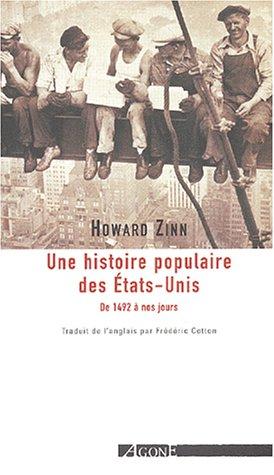 HOWARD ZINN
Une histoire populaire
des États-Unis
De 1492 à nos jours
Traduit de l'anglais par Frédéric Cotton
AGONE